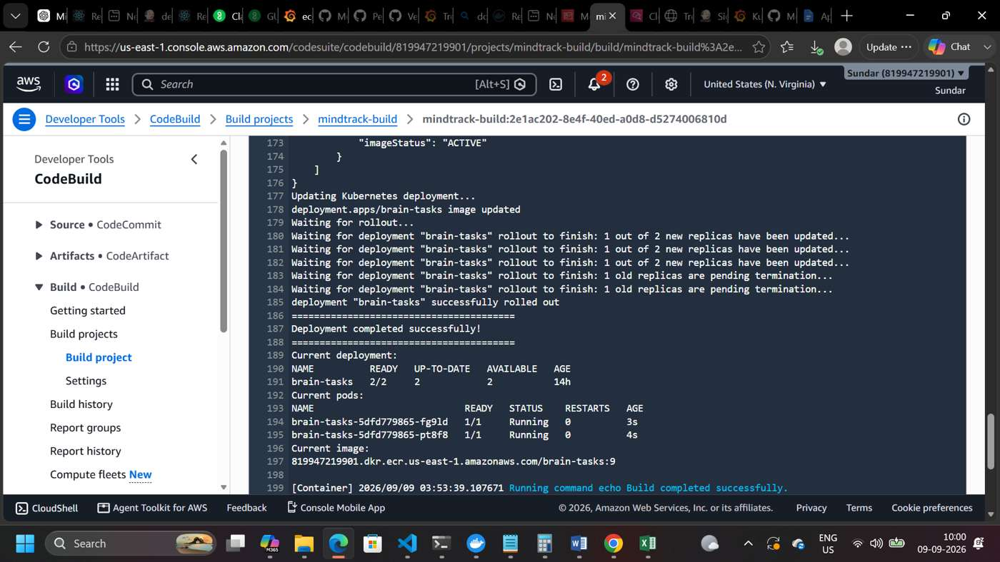 Mi
Re
Ne
de
Re
Cla
GU
ec
M
Pe
Ve
Tr
do
Re
Ne
M
mi
Cl
Tr
Sig
Ku
M
Ap
https://us-east-1.console.aws.amazon.com/codesuite/codebuild/819947219901/projects/mindtrack-build/build/mindtrack-build%3A2e...
Update
Chat
aws
Search
[Alt+S]
2
United States (N. Virginia)
Sundar (819947219901)
Sundar
Developer Tools
CodeBuild
Build projects
mindtrack-build
mindtrack-build:2e1ac202-8e4f-40ed-a0d8-d5274006810d
Developer Tools
CodeBuild
Source • CodeCommit
Artifacts • CodeArtifact
Build • CodeBuild
Getting started
Build projects
Build project
Settings
Build history
Report groups
Report history
Compute fleets New
173 "imageStatus": "ACTIVE"
174 }
175 ]
176 }
177 Updating Kubernetes deployment...
178 deployment.apps/brain-tasks image updated
179 Waiting for rollout...
180 Waiting for deployment "brain-tasks" rollout to finish: 1 out of 2 new replicas have been updated...
181 Waiting for deployment "brain-tasks" rollout to finish: 1 out of 2 new replicas have been updated...
182 Waiting for deployment "brain-tasks" rollout to finish: 1 out of 2 new replicas have been updated...
183 Waiting for deployment "brain-tasks" rollout to finish: 1 old replicas are pending termination...
184 Waiting for deployment "brain-tasks" rollout to finish: 1 old replicas are pending termination...
185 deployment "brain-tasks" successfully rolled out
186 ========================================
187 Deployment completed successfully!
188 ========================================
189 Current deployment:
190 NAME READY UP-TO-DATE AVAILABLE AGE
191 brain-tasks 2/2 2 2 14h
192 Current pods:
193 NAME READY STATUS RESTARTS AGE
194 brain-tasks-5dfd779865-fg9ld 1/1 Running 0 3s
195 brain-tasks-5dfd779865-pt8f8 1/1 Running 0 4s
196 Current image:
197 819947219901.dkr.ecr.us-east-1.amazonaws.com/brain-tasks:9
198
199 [Container] 2026/09/09 03:53:39.107671 Running command echo Build completed successfully.
CloudShell
Agent Toolkit for AWS
Feedback
Console Mobile App
© 2026, Amazon Web Services, Inc. or its affiliates.
Privacy
Terms
Cookie preferences
Search
M365
ENG
US
10:00
09-09-2026